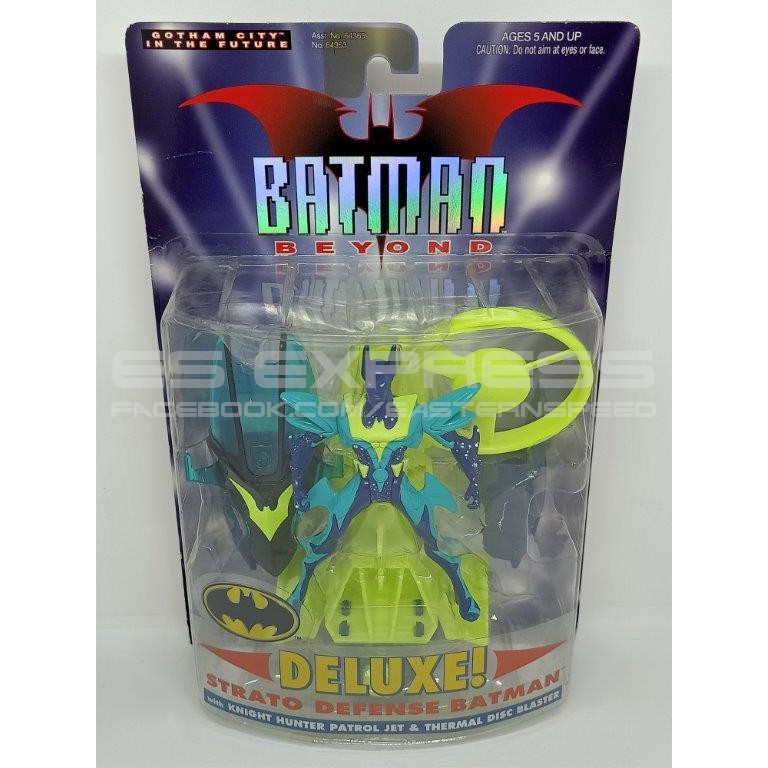 GOTHAM CITY™
IN THE FUTURE
Asst. No. 64365
No. 64353
AGES 5 AND UP
CAUTION: Do not aim at eyes or face.
BATMAN
BEYOND
ES EXPRESS
FACEBOOK.COM/EASTERNSPEED
DELUXE!
STRATO DEFENSE BATMAN™
with KNIGHT HUNTER PATROL JET & THERMAL DISC BLASTER